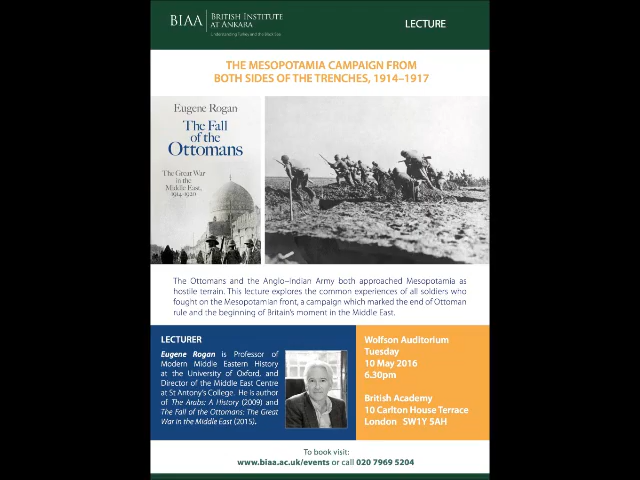 BIAA BRITISH INSTITUTE
AT ANKARA
Understanding Turkey and the Black Sea
LECTURE
THE MESOPOTAMIA CAMPAIGN FROM
BOTH SIDES OF THE TRENCHES, 1914–1917
Eugene Rogan
The Fall
of the
Ottomans
The Great War
in the
Middle East,
1914-1920
The Ottomans and the Anglo–Indian Army both approached Mesopotamia as
hostile terrain. This lecture explores the common experiences of all soldiers who
fought on the Mesopotamian front, a campaign which marked the end of Ottoman
rule and the beginning of Britain's moment in the Middle East.
LECTURER
Eugene Rogan is Professor of
Modern Middle Eastern History
at the University of Oxford, and
Director of the Middle East Centre
at St Antony's College. He is author
of The Arabs: A History (2009) and
The Fall of the Ottomans: The Great
War in the Middle East (2015).
Wolfson Auditorium
Tuesday
10 May 2016
6.30pm
British Academy
10 Carlton House Terrace
London SW1Y 5AH
To book visit:
www.biaa.ac.uk/events or call 020 7969 5204